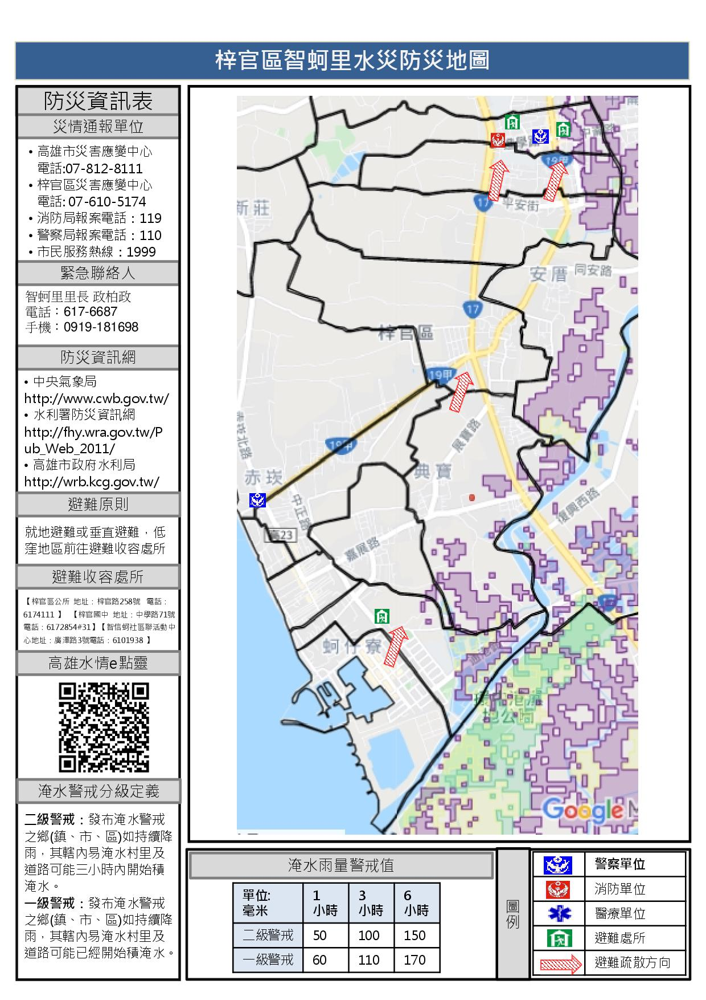 梓官區智蚵里水災防災地圖
防災資訊表
災情通報單位
• 高雄市災害應變中心
電話:07-812-8111
• 梓官區災害應變中心
電話: 07-610-5174
• 消防局報案電話：119
• 警察局報案電話：110
• 市民服務熱線：1999
緊急聯絡人
智蚵里里長 政柏政
電話：617-6687
手機：0919-181698
防災資訊網
• 中央氣象局
http://www.cwb.gov.tw/
• 水利署防災資訊網
http://fhy.wra.gov.tw/P
ub_Web_2011/
• 高雄市政府水利局
http://wrb.kcg.gov.tw/
避難原則
就地避難或垂直避難，低
窪地區前往避難收容處所
避難收容處所
【梓官區公所 地址：梓官路258號 電話：
6174111 】 【梓官國中 地址：中學路71號
電話：6172854#31】【智信蚵社區聯活動中
心地址：廣澤路3號電話：6101938 】
高雄水情e點靈
淹水警戒分級定義
二級警戒：發布淹水警戒
之鄉(鎮、市、區)如持續降
雨，其轄內易淹水村里及
道路可能三小時內開始積
淹水。
一級警戒：發布淹水警戒
之鄉(鎮、市、區)如持續降
雨，其轄內易淹水村里及
道路可能已經開始積淹水。
19甲
新莊
17
平安街
安厝
同安路
17
梓官區
19甲
赤崁北路
19甲
展寶路
典寶
赤崁
中正路
復興西路
高23
嘉展路
17
蚵仔寮
Google M
淹水雨量警戒值
單位:
毫米
1
小時
3
小時
6
小時
二級警戒 50 100 150
一級警戒 60 110 170
圖例
警察單位
消防單位
醫療單位
避難處所
避難疏散方向